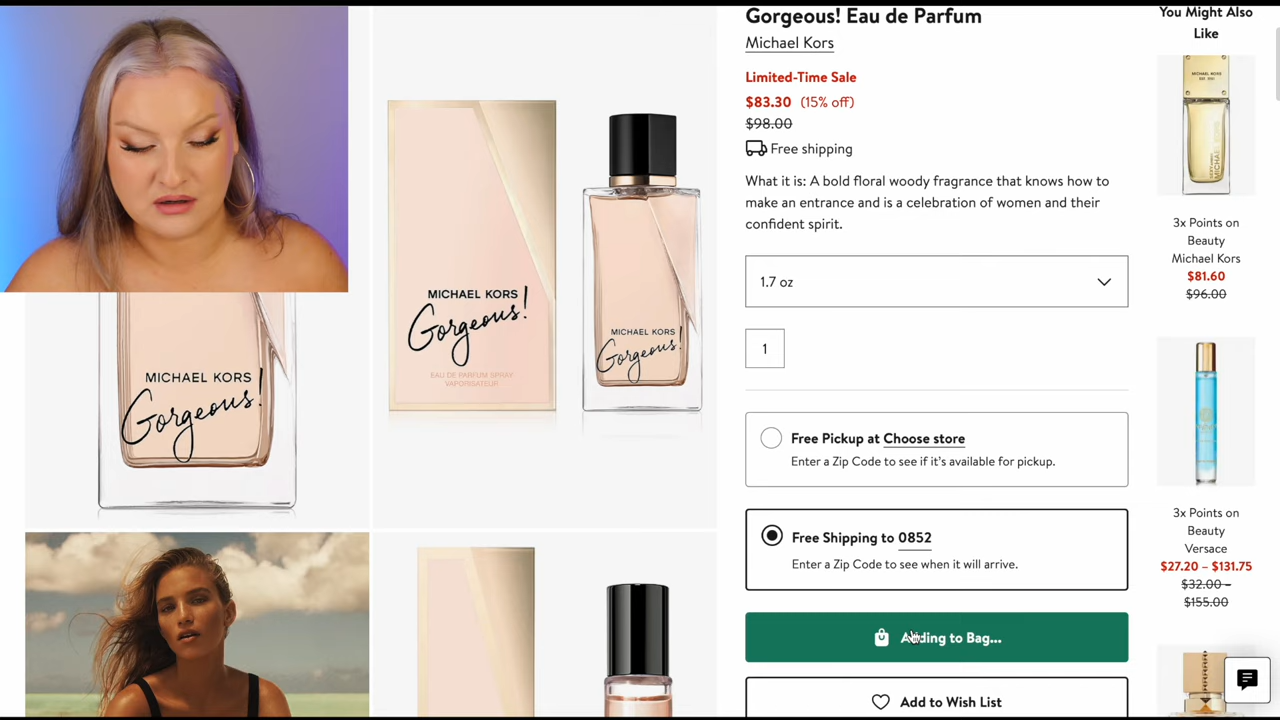 Gorgeous! Eau de Parfum
Michael Kors
Limited-Time Sale
$83.30 (15% off)
$98.00
Free shipping
What it is: A bold floral woody fragrance that knows how to
make an entrance and is a celebration of women and their
confident spirit.
1.7 oz
1
Free Pickup at Choose store
Enter a Zip Code to see if it's available for pickup.
Free Shipping to 0852
Enter a Zip Code to see when it will arrive.
Adding to Bag...
Add to Wish List
MICHAEL KORS
Gorgeous!
EAU DE PARFUM SPRAY
VAPORISATEUR
MICHAEL KORS
Gorgeous!
MICHAEL KORS
Gorgeous!
You Might Also
Like
MICHAEL KORS
3x Points on
Beauty
Michael Kors
$81.60
$96.00
3x Points on
Beauty
Versace
$27.20 – $131.75
$32.00 –
$155.00